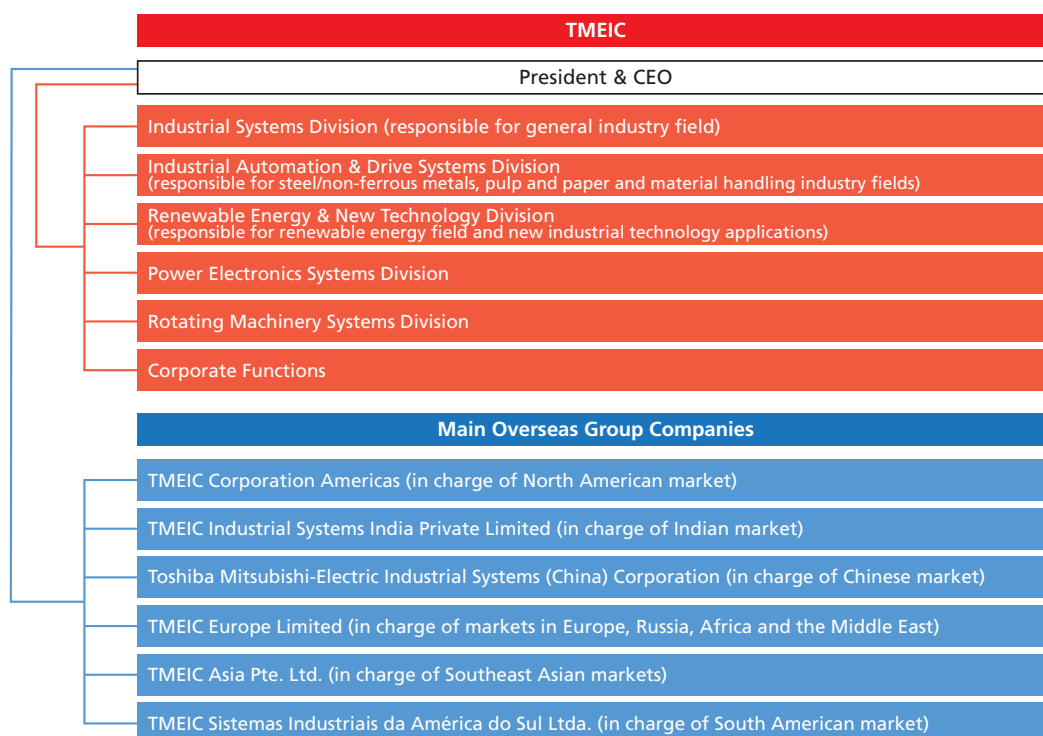 TMEIC
President & CEO
Industrial Systems Division (responsible for general industry field)
Industrial Automation & Drive Systems Division
(responsible for steel/non-ferrous metals, pulp and paper and material handling industry fields)
Renewable Energy & New Technology Division
(responsible for renewable energy field and new industrial technology applications)
Power Electronics Systems Division
Rotating Machinery Systems Division
Corporate Functions
Main Overseas Group Companies
TMEIC Corporation Americas (in charge of North American market)
TMEIC Industrial Systems India Private Limited (in charge of Indian market)
Toshiba Mitsubishi-Electric Industrial Systems (China) Corporation (in charge of Chinese market)
TMEIC Europe Limited (in charge of markets in Europe, Russia, Africa and the Middle East)
TMEIC Asia Pte. Ltd. (in charge of Southeast Asian markets)
TMEIC Sistemas Industriais da América do Sul Ltda. (in charge of South American market)